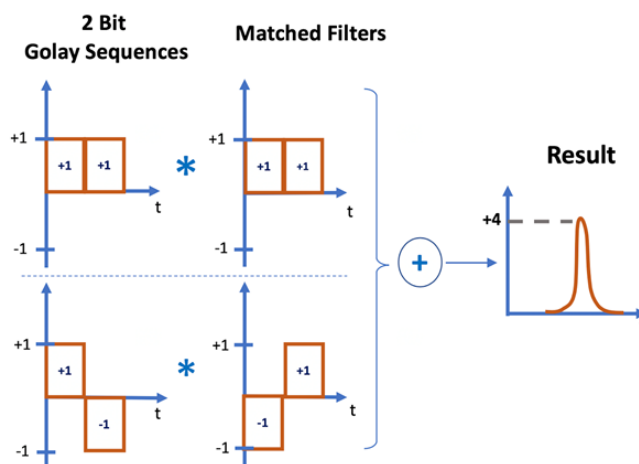 2 Bit
Golay Sequences
Matched Filters
+1
+1
+1
*
+1
+1
+1
t
t
-1
-1
Result
+4
+
+1
+1
*
+1
+1
t
t
-1
-1
-1
-1